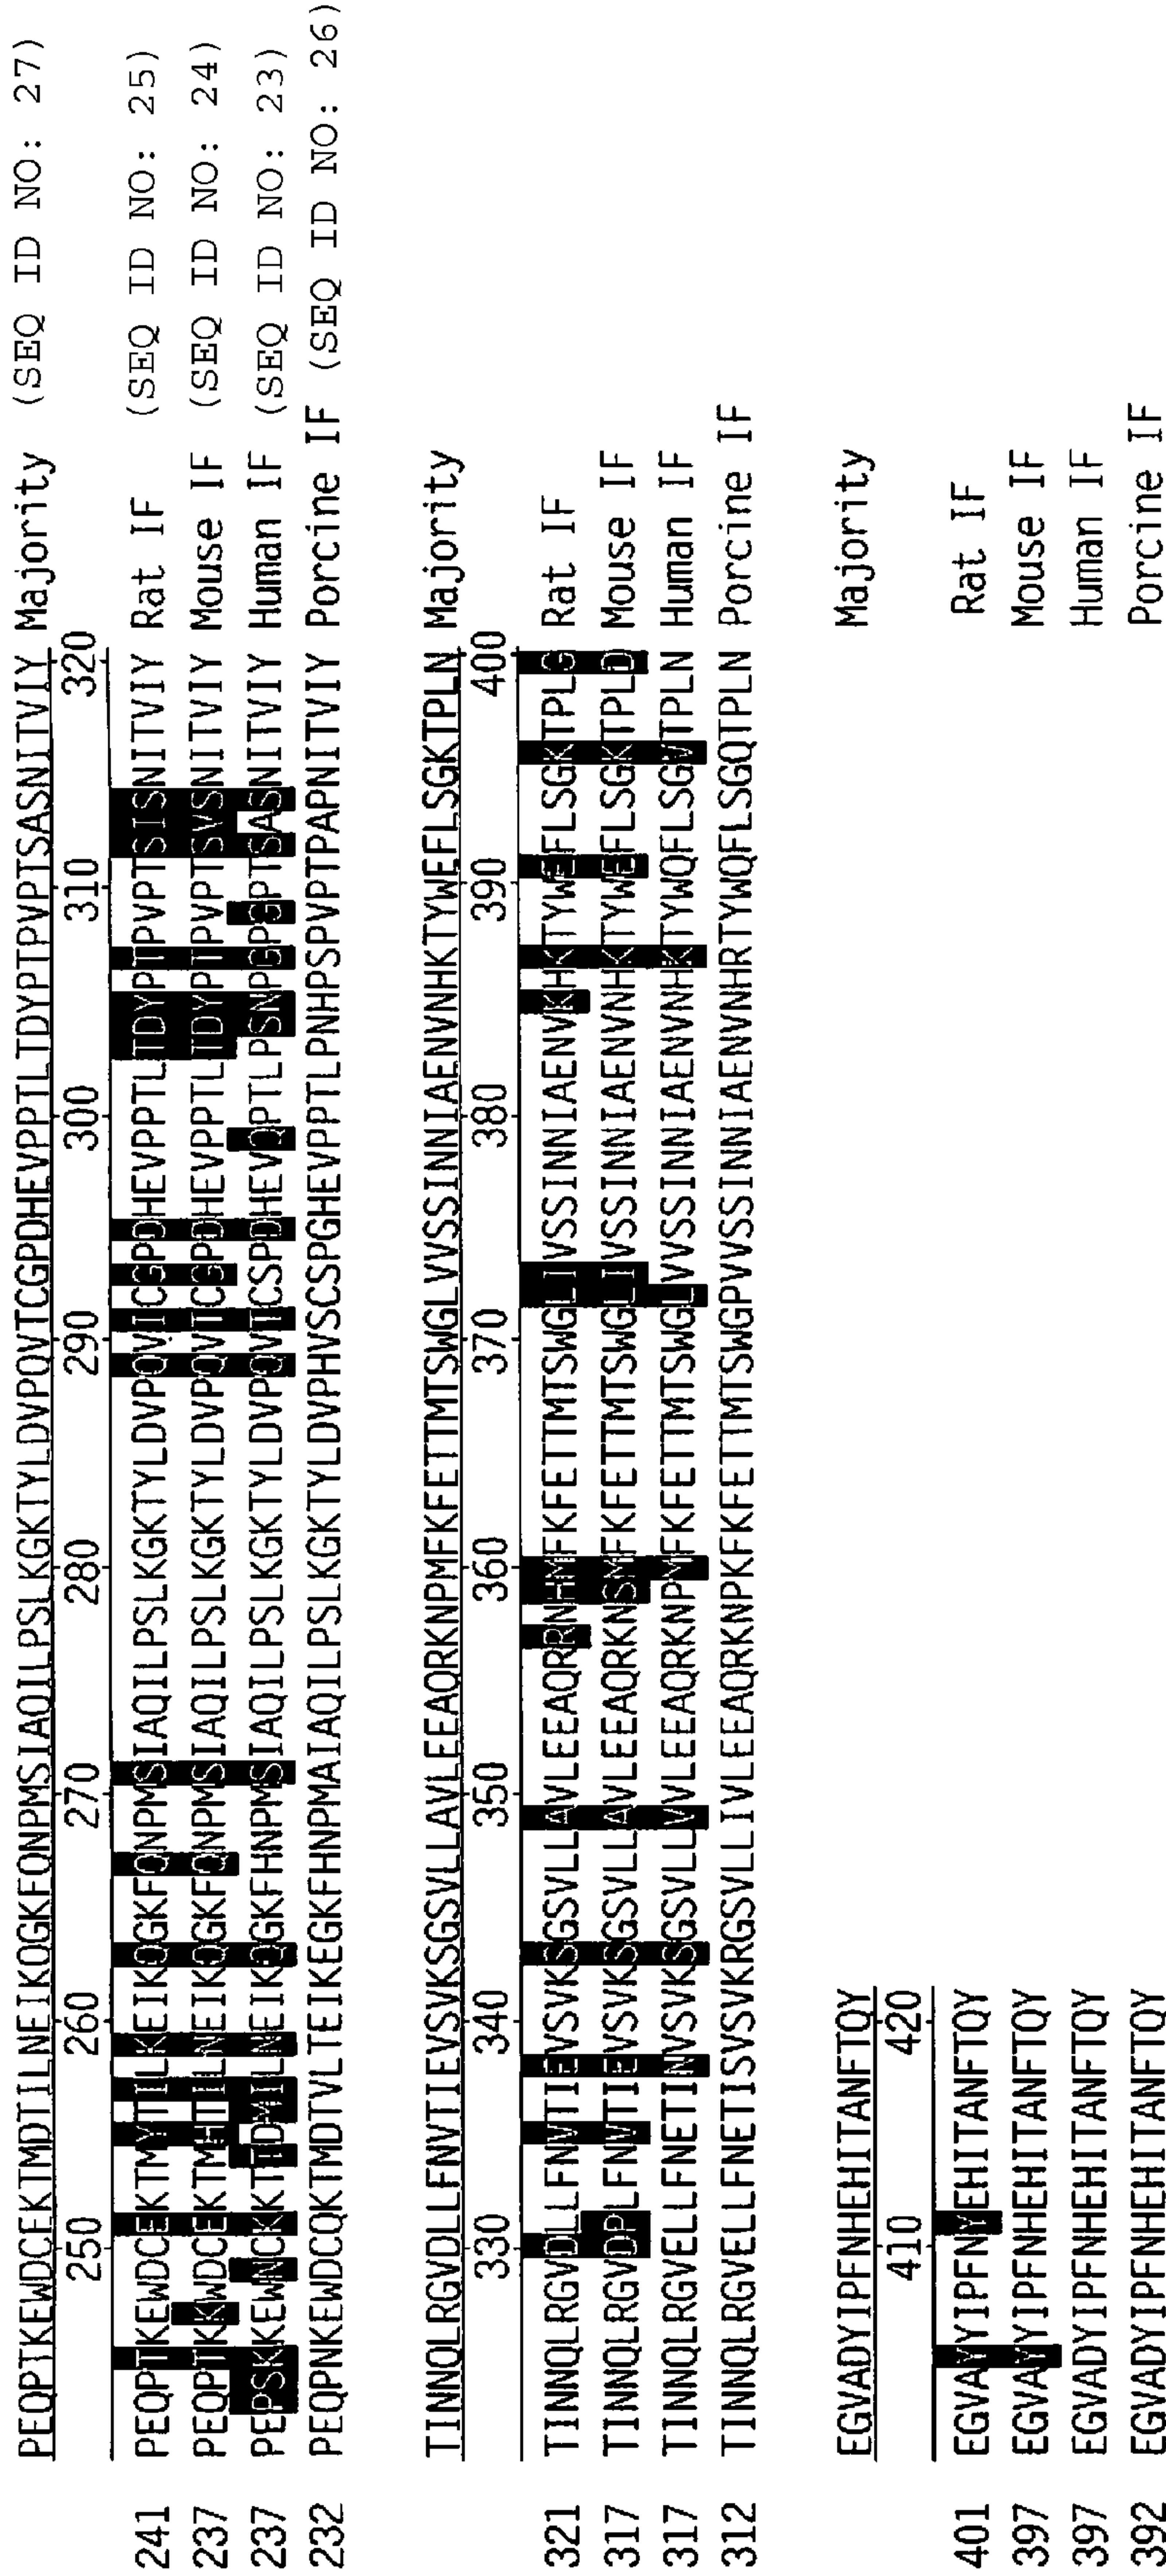 PEQPTKEWDCEKTMDTILNEIKQGKFQNPMSIAQILPSLKGKTYLDVPQVTCGPDHEVPPTLTDYPTPVPTSASNITVIY Majority (SEQ ID NO: 27)
250 260 270 280 290 300 310 320
241 PEQPTKEWDCEKTMYTILKEIKQGKFQNPMSIAQILPSLKGKTYLDVPQVICGPDHEVPPTLTDYPTPVPTSISNITVIY Rat IF (SEQ ID NO: 25)
237 PEQPTKKWDCEKTMHTILNEIKQGKFQNPMSIAQILPSLKGKTYLDVPQVTCGPDHEVPPTLTDYPTPVPTSVSNITVIY Mouse IF (SEQ ID NO: 24)
237 PEPSKKEWNCKKTTDMILNEIKQGKFHNPMSIAQILPSLKGKTYLDVPQVTCSPDHEVQPTLPSNPGPGPTSASNITVIY Human IF (SEQ ID NO: 23)
232 PEQPNKEWDCQKTMDTVLTEIKEGKFHNPMAIAQILPSLKGKTYLDVPHVSCSPGHEVPPTLPNHPSPVPTPAPNITVIY Porcine IF (SEQ ID NO: 26)
TINNQLRGVDLLFNVTIEVSVKSGSVLLAVLEEAQRKNPMFKFETTMTSWGLVVSSINNIAENVNHKTYWEFLSGKTPLN Majority
330 340 350 360 370 380 390 400
321 TINNQLRGVDLLFNVTIEVSVKSGSVLLAVLEEAQRRNHMFKFETTMTSWGLIVSSINNIAENVKHKTYWEFLSGKTPLG Rat IF
317 TINNQLRGVDPLFNVTIEVSVKSGSVLLAVLEEAQRKNSMFKFETTMTSWGLIVSSINNIAENVNHKTYWEFLSGKTPLD Mouse IF
317 TINNQLRGVELLFNETINVSVKSGSVLLVVLEEAQRKNPMFKFETTMTSWGLVVSSINNIAENVNHKTYWQFLSGVTPLN Human IF
312 TINNQLRGVELLFNETISVSVKRGSVLLIVLEEAQRKNPKFKFETTMTSWGPVVSSINNIAENVNHRTYWQFLSGQTPLN Porcine IF
EGVADYIPFNHEHITANFTQY Majority
410 420
401 EGVAYYIPFNYEHITANFTQY Rat IF
397 EGVAYYIPFNHEHITANFTQY Mouse IF
397 EGVADYIPFNHEHITANFTQY Human IF
392 EGVADYIPFNHEHITANFTQY Porcine IF